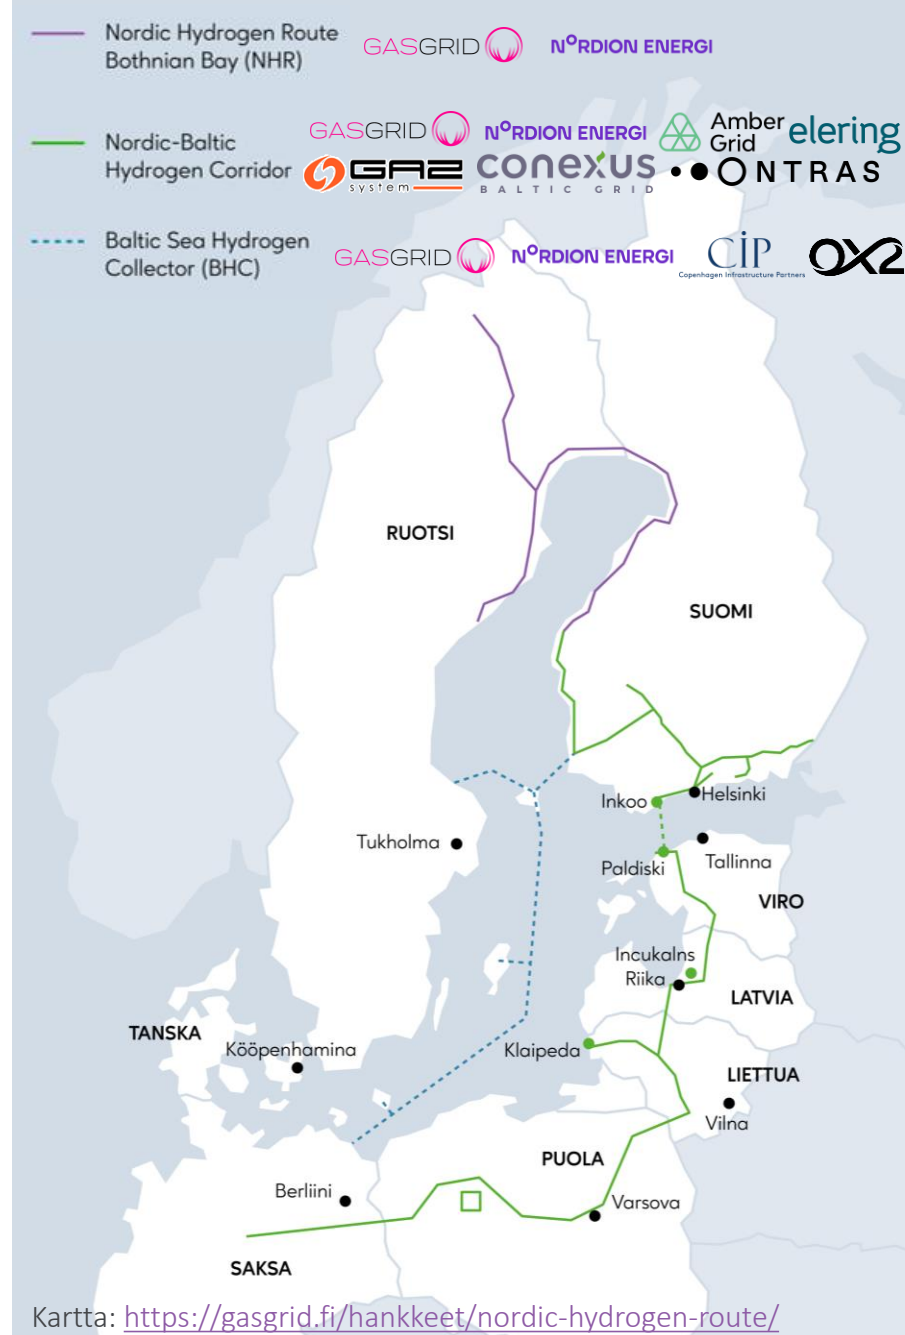 Nordic Hydrogen Route
Bothnian Bay (NHR)
GASGRID
NORDION ENERGI
Nordic-Baltic
Hydrogen Corridor
GASGRID
NORDION ENERGI
Amber
Grid
elering
GAZ
system
conexus
BALTIC GRID
ONTRAS
Baltic Sea Hydrogen
Collector (BHC)
GASGRID
NORDION ENERGI
CIP
Copenhagen Infrastructure Partners
OX2
RUOTSI
SUOMI
Inkoo
Helsinki
Tukholma
Paldiski
Tallinna
VIRO
Incukalns
Riika
LATVIA
TANSKA
Kööpenhamina
Klaipeda
LIETTUA
Vilna
PUOLA
Berliini
Varsova
SAKSA
Kartta: https://gasgrid.fi/hankkeet/nordic-hydrogen-route/